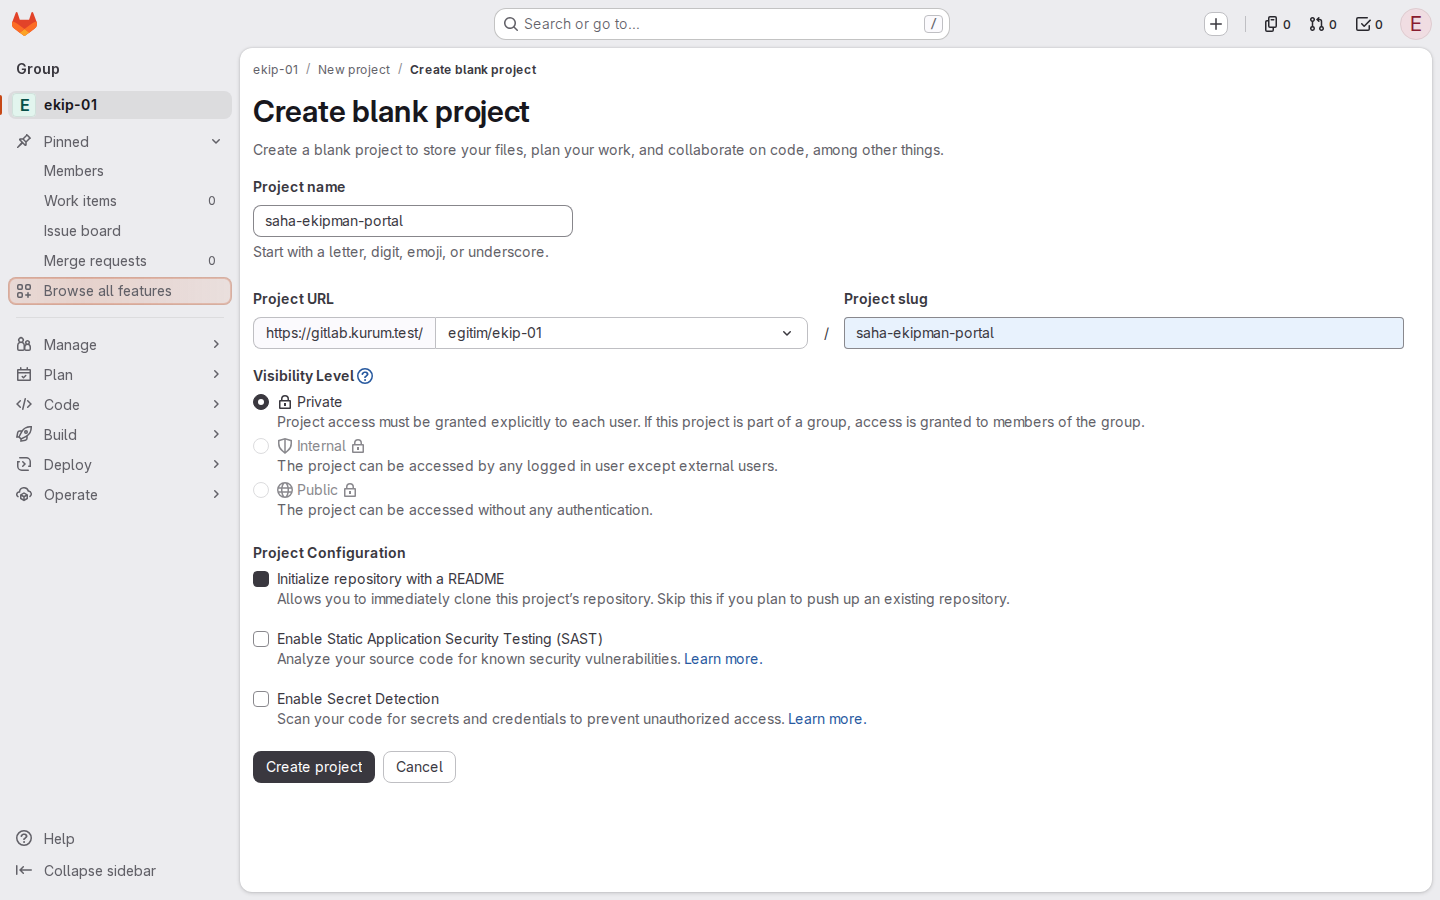 Search or go to...
/
0
0
0
E
Group
E ekip-01
Pinned
Members
Work items 0
Issue board
Merge requests 0
Browse all features
Manage
Plan
Code
Build
Deploy
Operate
Help
Collapse sidebar
ekip-01 / New project / Create blank project
Create blank project
Create a blank project to store your files, plan your work, and collaborate on code, among other things.
Project name
saha-ekipman-portal
Start with a letter, digit, emoji, or underscore.
Project URL
https://gitlab.kurum.test/ egitim/ekip-01
/
Project slug
saha-ekipman-portal
Visibility Level
Private
Project access must be granted explicitly to each user. If this project is part of a group, access is granted to members of the group.
Internal
The project can be accessed by any logged in user except external users.
Public
The project can be accessed without any authentication.
Project Configuration
Initialize repository with a README
Allows you to immediately clone this project's repository. Skip this if you plan to push up an existing repository.
Enable Static Application Security Testing (SAST)
Analyze your source code for known security vulnerabilities. Learn more.
Enable Secret Detection
Scan your code for secrets and credentials to prevent unauthorized access. Learn more.
Create project
Cancel